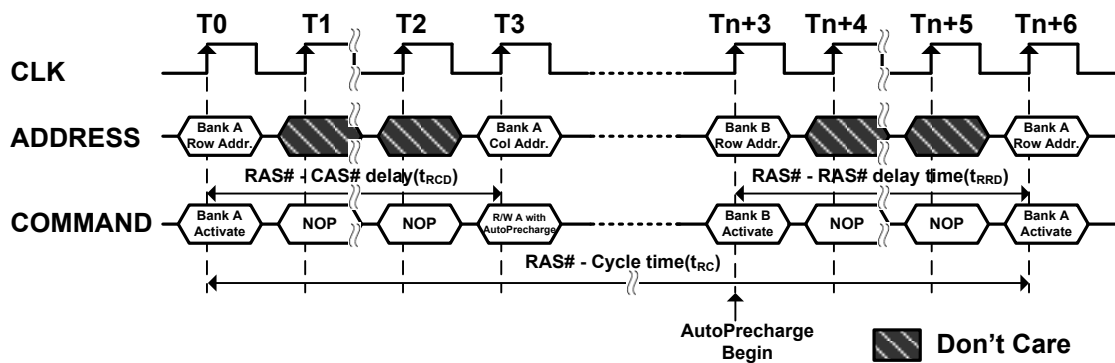 T0 T1 T2 T3 Tn+3 Tn+4 Tn+5 Tn+6
CLK
ADDRESS
Bank A
Row Addr.
Bank A
Col Addr.
Bank B
Row Addr.
Bank A
Row Addr.
RAS# - CAS# delay(tRCD)
RAS# - RAS# delay time(tRRD)
COMMAND
Bank A
Activate
NOP
NOP
R/W A with
AutoPrecharge
Bank B
Activate
NOP
NOP
Bank A
Activate
RAS# - Cycle time(tRC)
AutoPrecharge
Begin
Don't Care